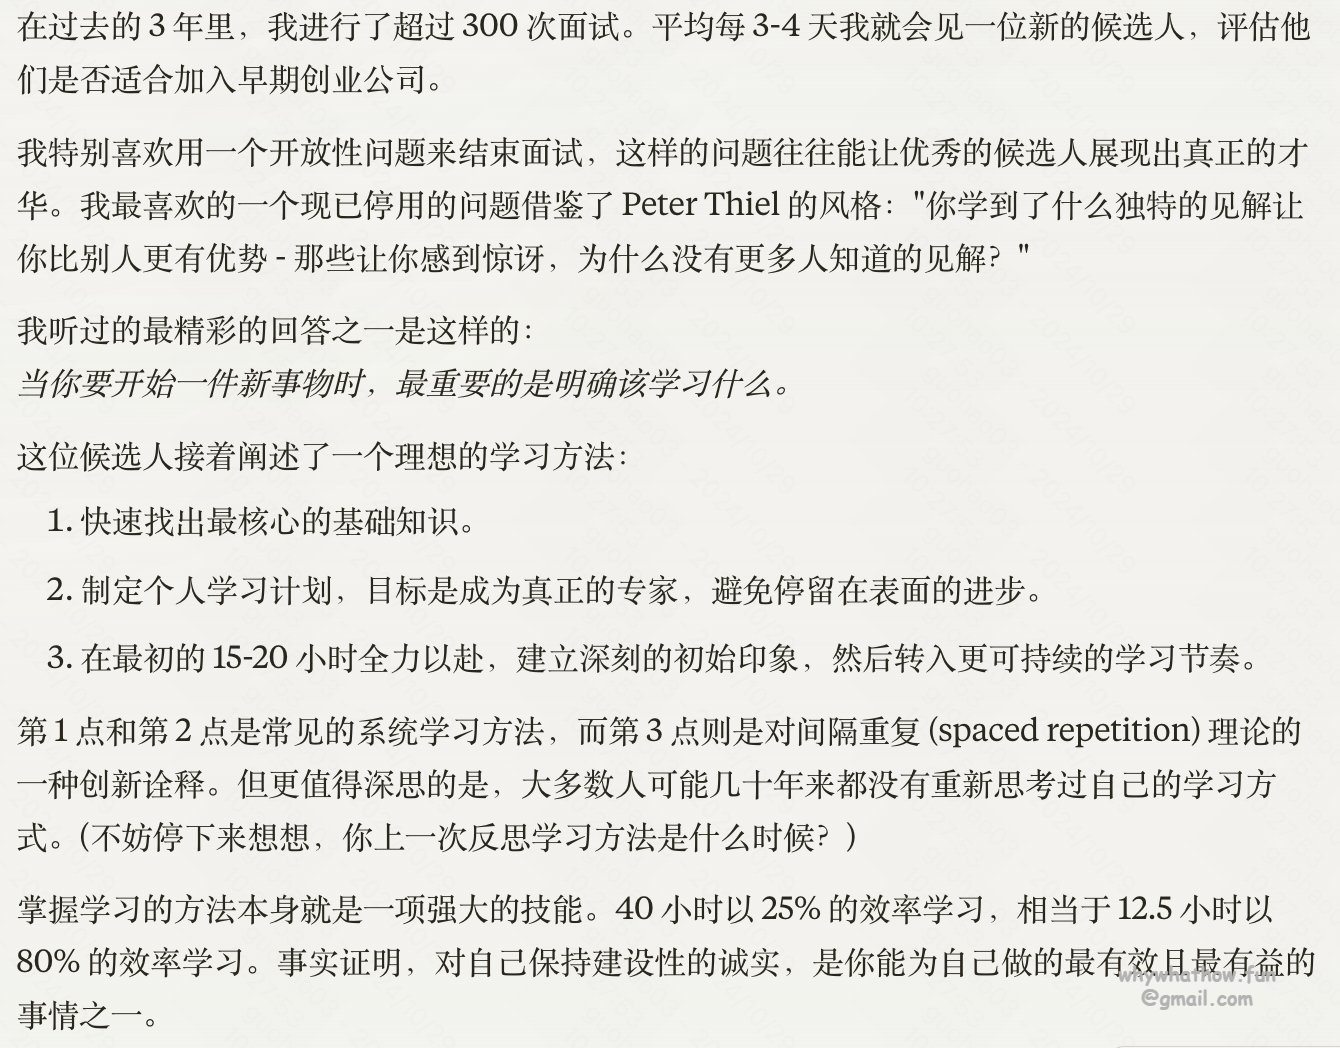 在过去的 3 年里，我进行了超过 300 次面试。平均每 3-4 天我就会见一位新的候选人，评估他
们是否适合加入早期创业公司。
我特别喜欢用一个开放性问题来结束面试，这样的问题往往能让优秀的候选人展现出真正的才
华。我最喜欢的一个现已停用的问题借鉴了 Peter Thiel 的风格："你学到了什么独特的见解让
你比别人更有优势 - 那些让你感到惊讶，为什么没有更多人知道的见解？"
我听过的最精彩的回答之一是这样的：
当你要开始一件新事物时，最重要的是明确该学习什么。
这位候选人接着阐述了一个理想的学习方法：
1. 快速找出最核心的基础知识。
2. 制定个人学习计划，目标是成为真正的专家，避免停留在表面的进步。
3. 在最初的 15-20 小时全力以赴，建立深刻的初始印象，然后转入更可持续的学习节奏。
第 1 点和第 2 点是常见的系统学习方法，而第 3 点则是对间隔重复 (spaced repetition) 理论的
一种创新诠释。但更值得深思的是，大多数人可能几十年来都没有重新思考过自己的学习方
式。(不妨停下来想想，你上一次反思学习方法是什么时候？)
掌握学习的方法本身就是一项强大的技能。40 小时以 25% 的效率学习，相当于 12.5 小时以
80% 的效率学习。事实证明，对自己保持建设性的诚实，是你能为自己做的最有效且最有益的
事情之一。
whywhathow.fun
@gmail.com